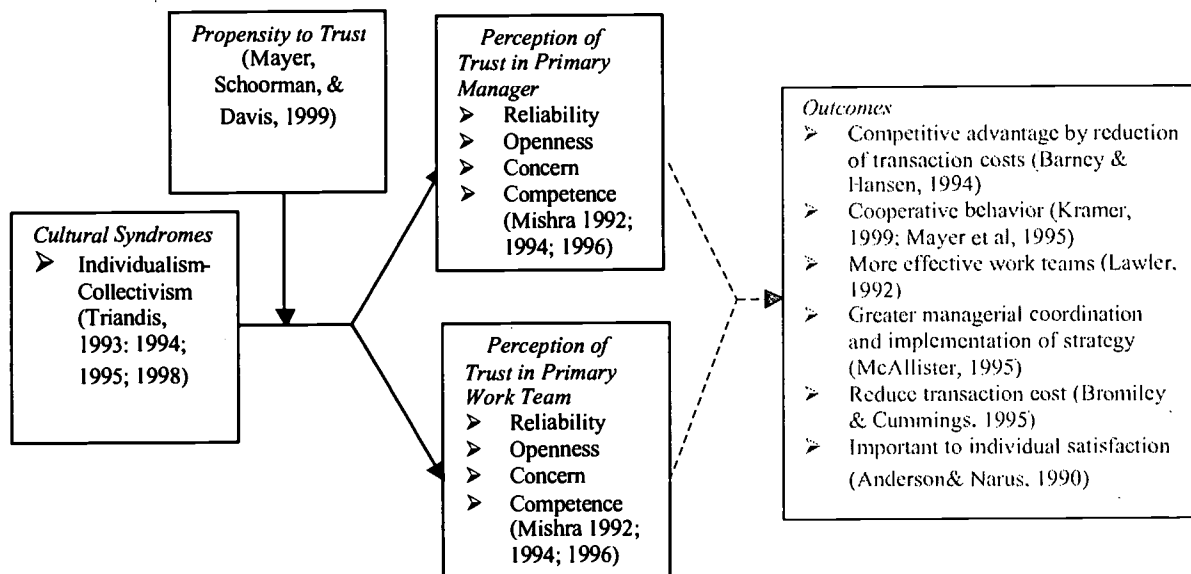 Propensity to Trust
(Mayer,
Schoorman, &
Davis, 1999)
Cultural Syndromes
➤ Individualism-
Collectivism
(Triandis,
1993: 1994;
1995; 1998)
Perception of
Trust in Primary
Manager
➤ Reliability
➤ Openness
➤ Concern
➤ Competence
(Mishra 1992;
1994; 1996)
Perception of
Trust in Primary
Work Team
➤ Reliability
➤ Openness
➤ Concern
➤ Competence
(Mishra 1992;
1994; 1996)
Outcomes
➤ Competitive advantage by reduction
of transaction costs (Barney &
Hansen, 1994)
➤ Cooperative behavior (Kramer,
1999; Mayer et al, 1995)
➤ More effective work teams (Lawler,
1992)
➤ Greater managerial coordination
and implementation of strategy
(McAllister, 1995)
➤ Reduce transaction cost (Bromiley
& Cummings, 1995)
➤ Important to individual satisfaction
(Anderson& Narus, 1990)